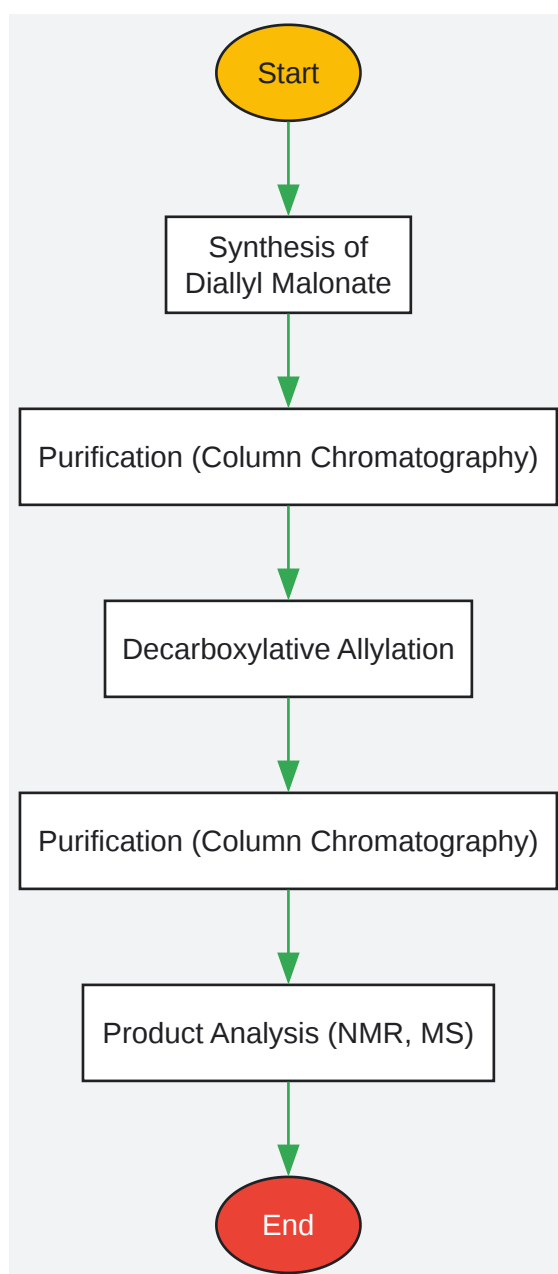 Start
Synthesis of
Diallyl Malonate
Purification (Column Chromatography)
Decarboxylative Allylation
Purification (Column Chromatography)
Product Analysis (NMR, MS)
End